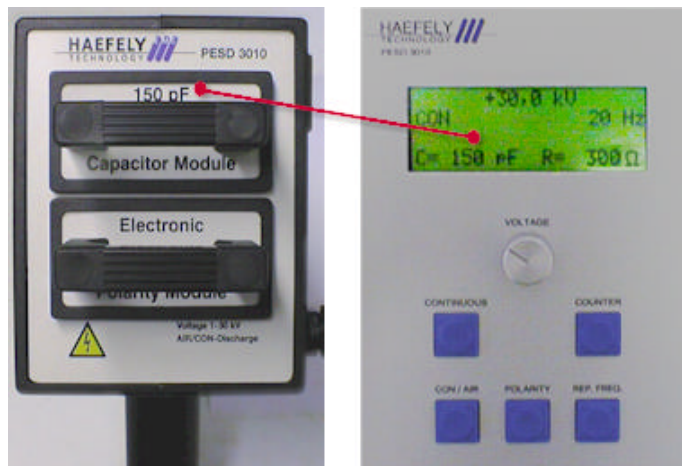 HAEFELY
TECHNOLOGY
PESD 3010
150 pF
Capacitor Module
Electronic
Polarity Module
Voltage 1-30 kV
AIR/CON-Discharge
HAEFELY
TECHNOLOGY
PESD 3010
+30,0 kV
CON 20 Hz
C= 150 pF R= 300Ω
VOLTAGE
CONTINUOUS COUNTER
CON / AIR POLARITY REP. FREQ.